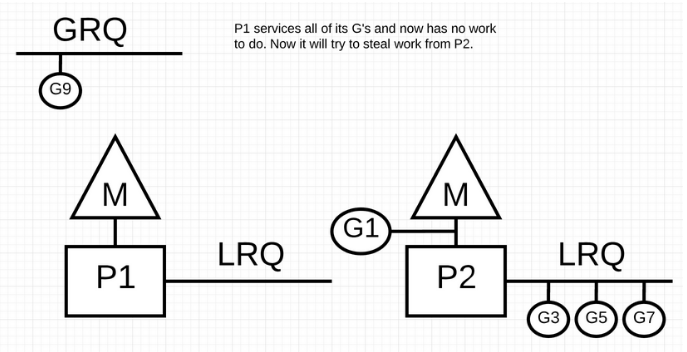 GRQ
P1 services all of its G's and now has no work
to do. Now it will try to steal work from P2.
G9
M
M
G1
LRQ
LRQ
P1
P2
G3
G5
G7